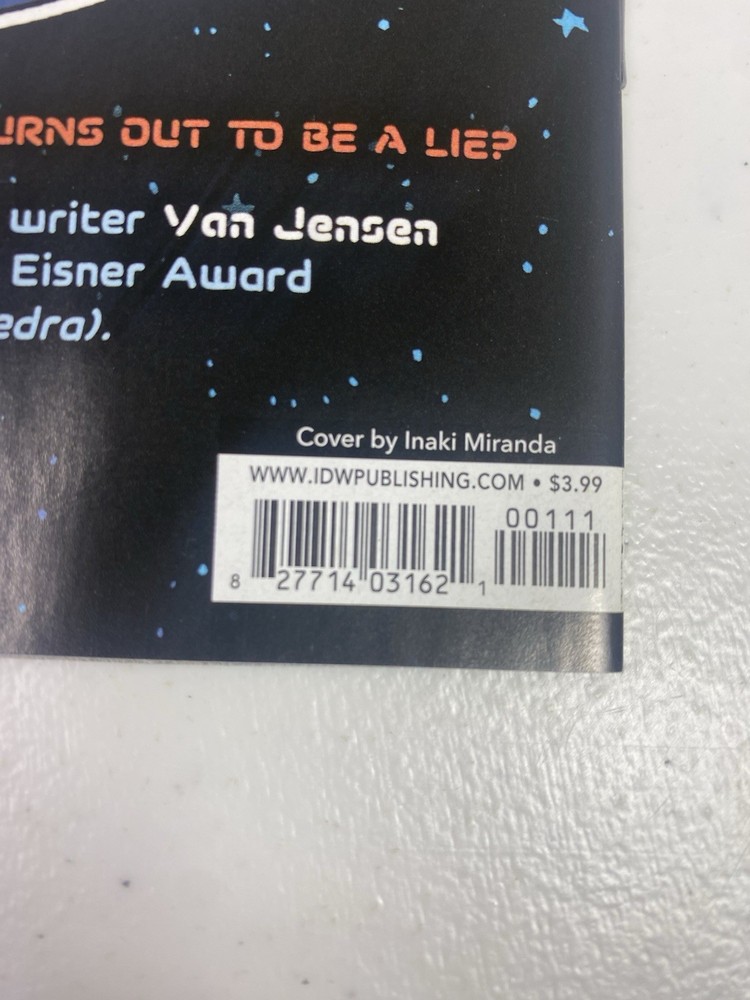 URNS OUT TO BE A LIE?
writer Van Jensen
Eisner Award
edra).
Cover by Inaki Miranda
WWW.IDWPUBLISHING.COM • $3.99
00111
8 27714 03162 1